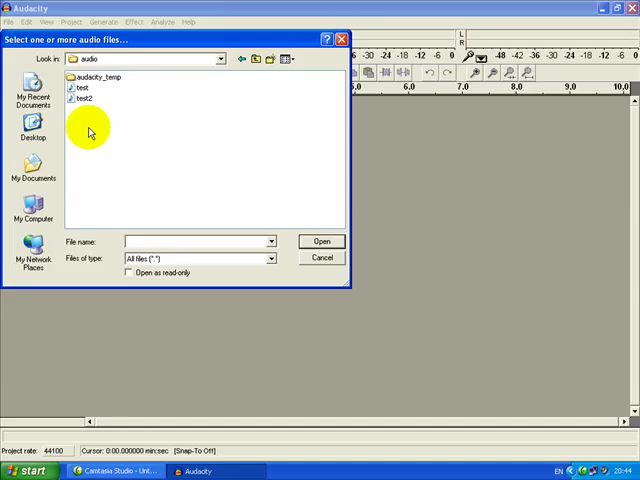 Audacity
File Edit View Project Generate Effect Analyze Help
Select one or more audio files...
L
R
Look in: audio
-36 -30 -24 -18 -12 -6 0
-36 -30 -24 -18 -12 -6 0
5.0 6.0 7.0 8.0 9.0 10.0
audacity_temp
test
test2
My Recent
Documents
Desktop
My Documents
My Computer
My Network
Places
File name:
Open
Files of type: All files (*.*)
Cancel
Open as read-only
Project rate: 44100 Cursor: 0:00.000000 min:sec [Snap-To Off]
start Camtasia Studio - Unt... Audacity EN 20:44